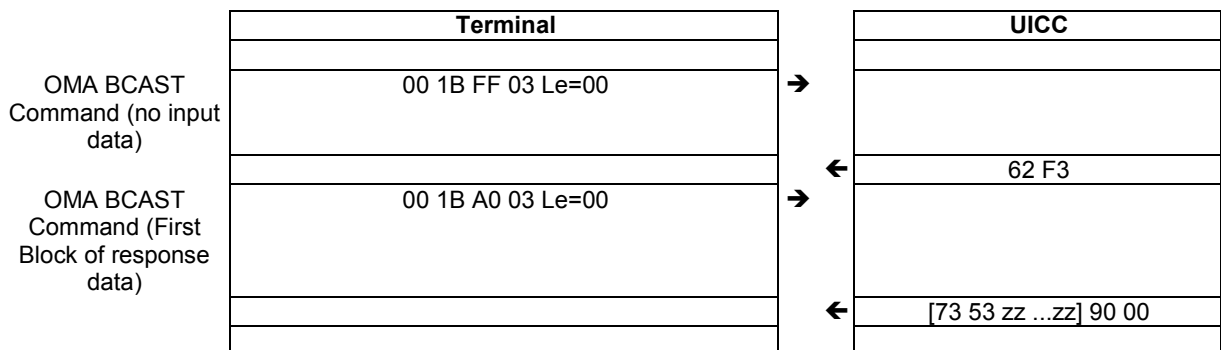 Terminal
UICC
OMA BCAST
Command (no input
data)
00 1B FF 03 Le=00
➔
🡸
62 F3
OMA BCAST
Command (First
Block of response
data)
00 1B A0 03 Le=00
➔
🡸
[73 53 zz ...zz] 90 00